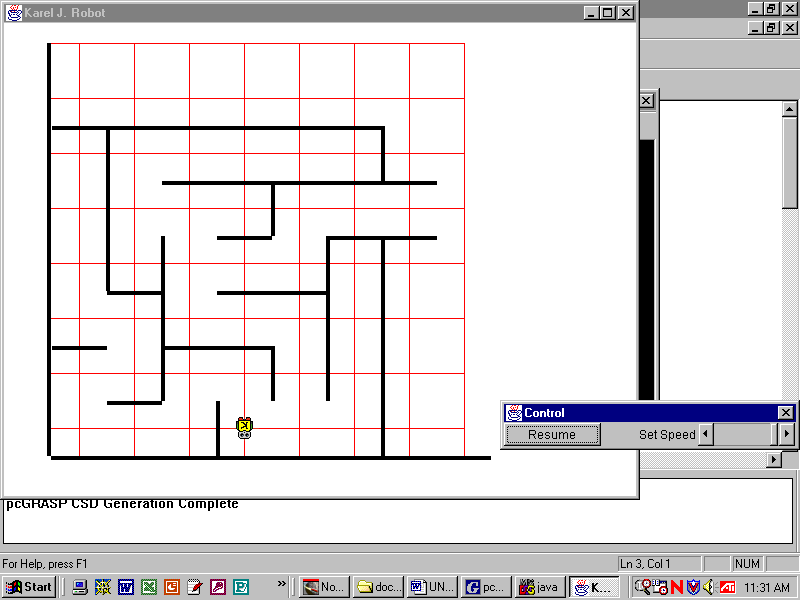 Karel J. Robot
Control
Resume
Set Speed
pcGRASP CSD Generation Complete
For Help, press F1
Ln 3, Col 1
NUM
Start
»
No...
doc...
UN...
pc...
java
K...
11:31 AM